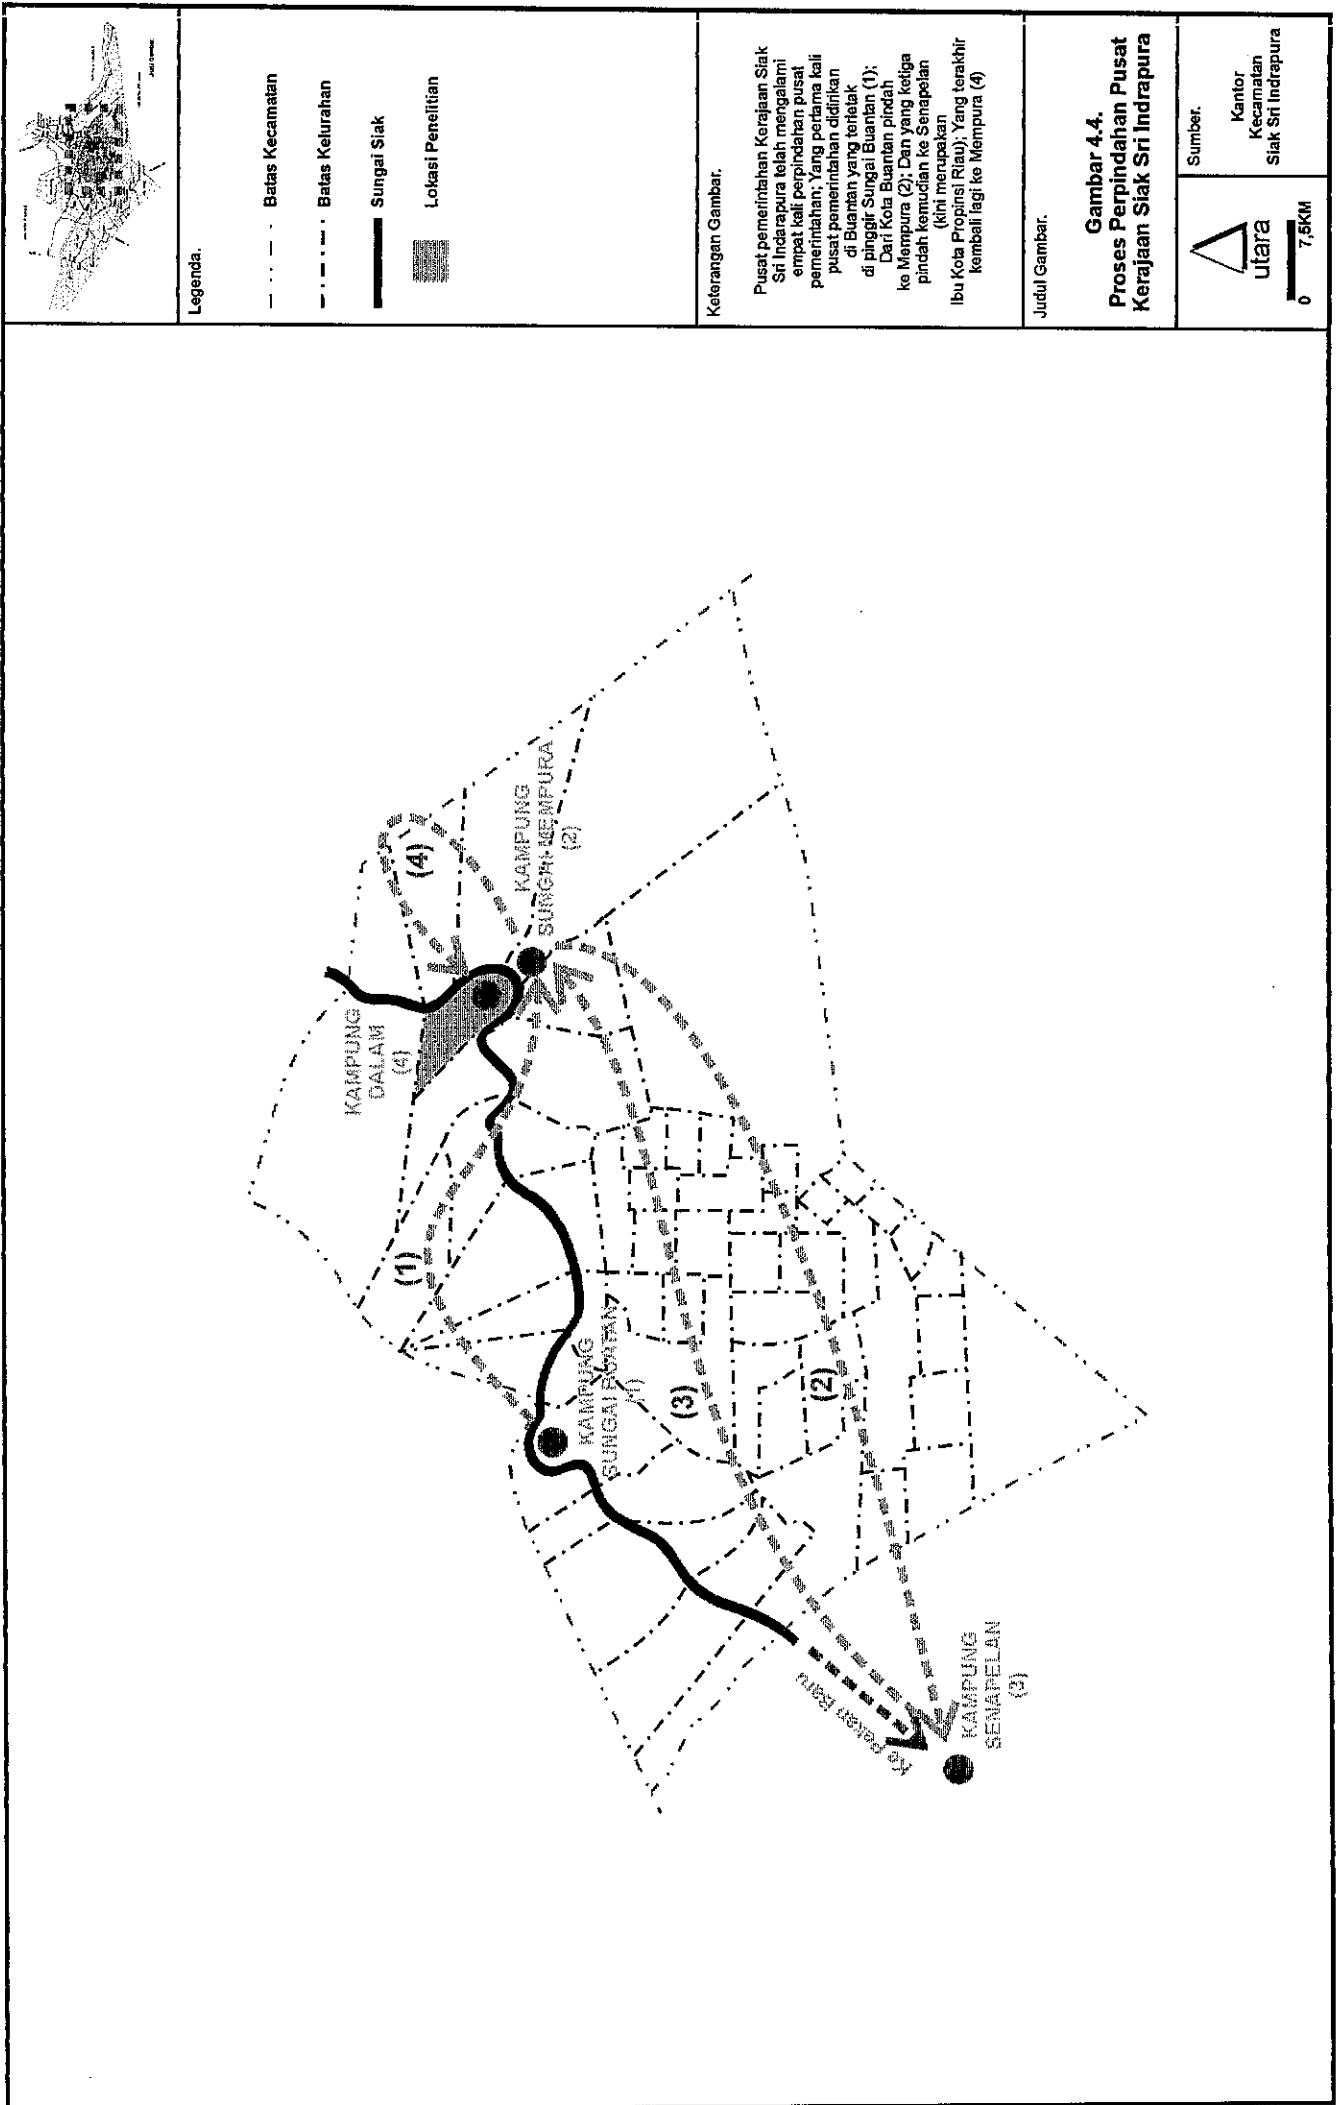 Legenda.
Batas Kecamatan
Batas Kelurahan
Sungai Siak
Lokasi Penelitian
Keterangan Gambar.
Pusat pemerintahan Kerajaan Siak
Sri Indarapura telah mengalami
empat kali perpindahan pusat
pemerintahan; Yang pertama kali
pusat pemerintahan didirikan
di Buantan yang terletak
di pinggir Sungai Buantan (1);
Dari Kota Buantan pindah
ke Mempura (2); Dan yang ketiga
pindah kemudian ke Senapelan
(kini merupakan
Ibu Kota Propinsi Riau); Yang terakhir
kembali lagi ke Mempura (4)
Judul Gambar.
Gambar 4.4.
Proses Perpindahan Pusat
Kerajaan Siak Sri Indrapura
utara
0 7,5KM
Sumber.
Kantor
Kecamatan
Siak Sri Indrapura
KAMPUNG
DALAM
(4)
(4)
KAMPUNG
SUNGAI MEMPURA
(2)
(1)
KAMPUNG
SUNGAI BUATAN
(1)
(3)
(2)
Ke Pekan Baru
KAMPUNG
SENAPELAN
(3)